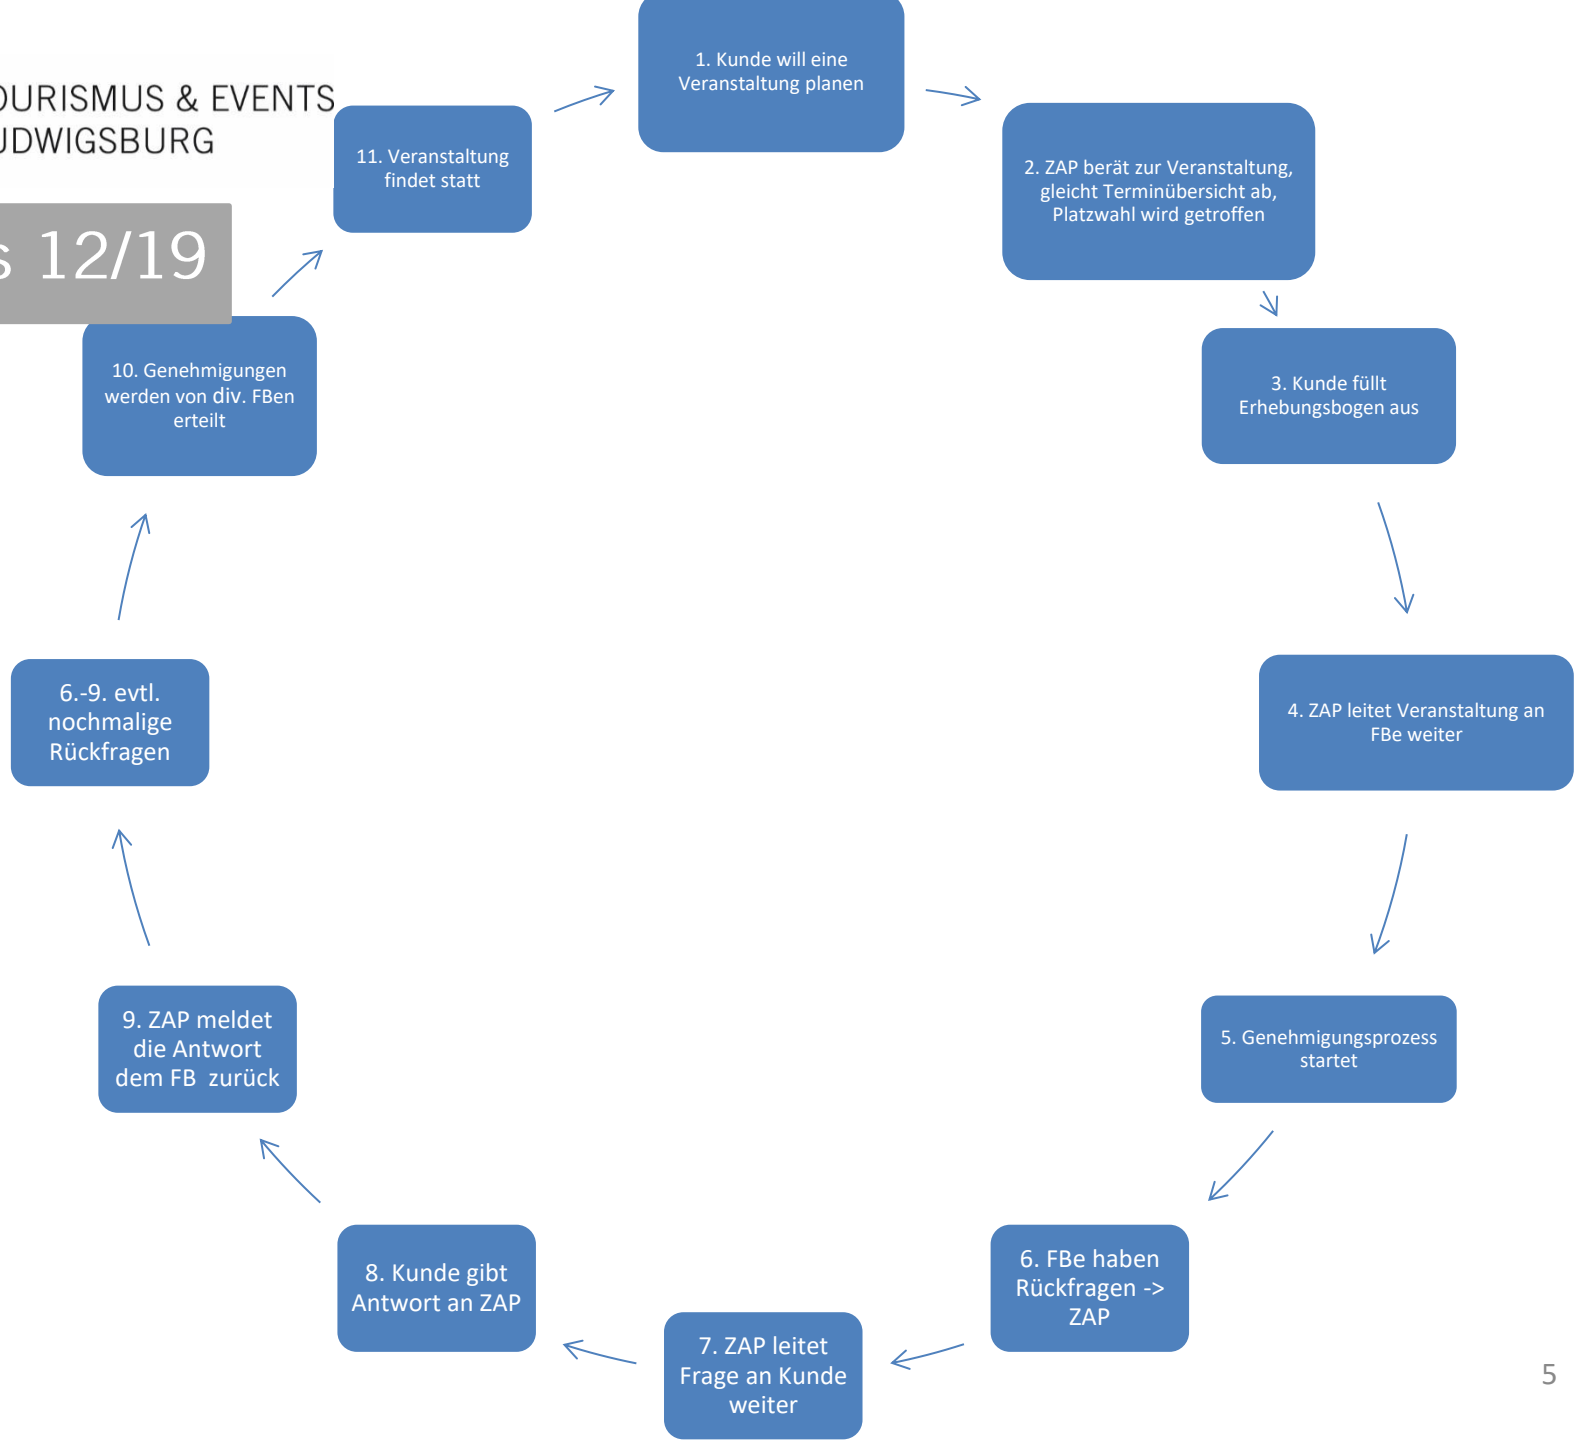 OURISMUS & EVENTS
UDWIGSBURG
s 12/19
1. Kunde will eine
Veranstaltung planen
2. ZAP berät zur Veranstaltung,
gleicht Terminübersicht ab,
Platzwahl wird getroffen
3. Kunde füllt
Erhebungsbogen aus
4. ZAP leitet Veranstaltung an
FBe weiter
5. Genehmigungsprozess
startet
6. FBe haben
Rückfragen ->
ZAP
7. ZAP leitet
Frage an Kunde
weiter
8. Kunde gibt
Antwort an ZAP
9. ZAP meldet
die Antwort
dem FB  zurück
6.-9. evtl.
nochmalige
Rückfragen
10. Genehmigungen
werden von div. FBen
erteilt
11. Veranstaltung
findet statt
5